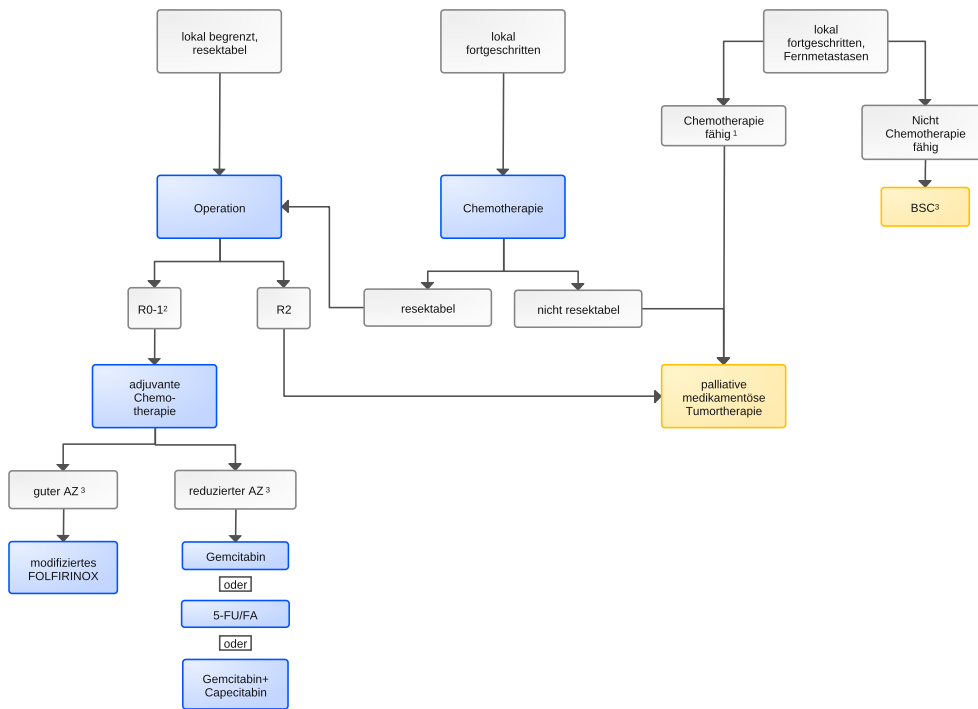 lokal begrenzt,
resektabel
lokal
fortgeschritten
lokal
fortgeschritten,
Fernmetastasen
Chemotherapie
fähig ¹
Nicht
Chemotherapie
fähig
Operation
Chemotherapie
BSC³
R0-1²
R2
resektabel
nicht resektabel
adjuvante
Chemo-
therapie
palliative
medikamentöse
Tumortherapie
guter AZ ³
reduzierter AZ ³
modifiziertes
FOLFIRINOX
Gemcitabin
oder
5-FU/FA
oder
Gemcitabin+
Capecitabin